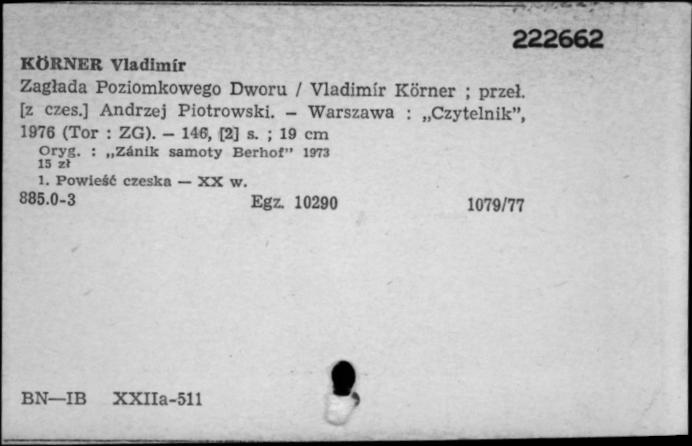 222662
KÖRNER Vladimír
Zagłada Poziomkowego Dworu / Vladimír Körner ; przeł.
[z czes.] Andrzej Piotrowski. — Warszawa : „Czytelnik”,
1976 (Tor : ZG). — 146, [2] s. ; 19 cm
Oryg. : „Zánik samoty Berhof” 1973
15 zł
1. Powieść czeska — XX w.
885.0-3 Egz. 10290 1079/77
BN—IB XXIIa-511